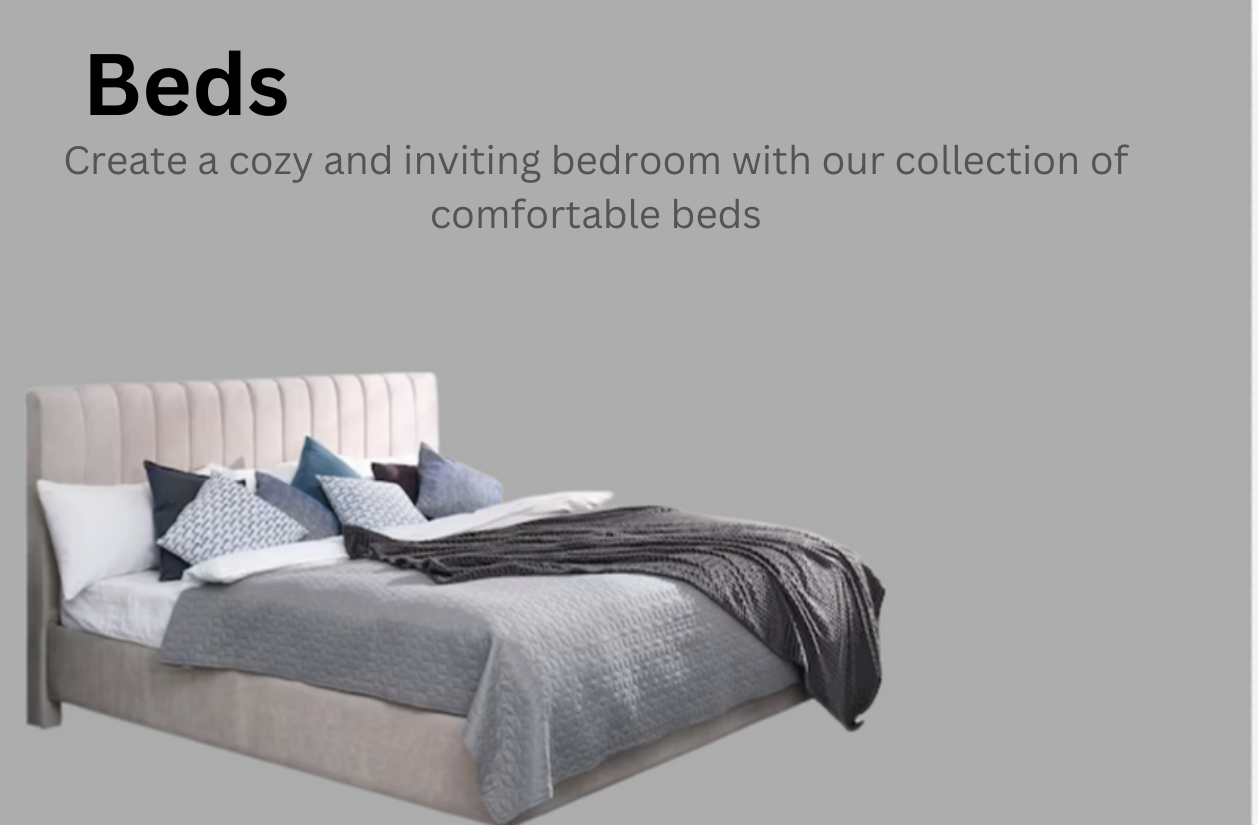 Beds
Create a cozy and inviting bedroom with our collection of
comfortable beds